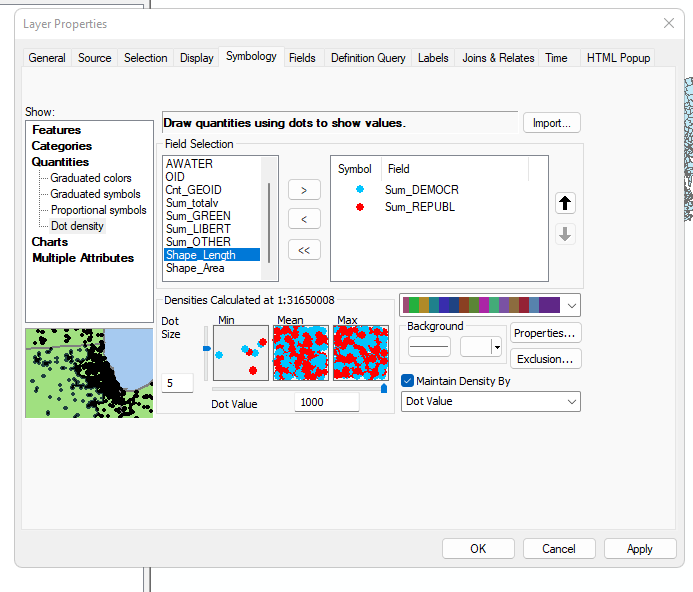 Layer Properties
General Source Selection Display Symbology Fields Definition Query Labels Joins & Relates Time HTML Popup
Show:
Features
Categories
Quantities
Graduated colors
Graduated symbols
Proportional symbols
Dot density
Charts
Multiple Attributes
Draw quantities using dots to show values.
Import...
Field Selection
AWATER
OID
Cnt_GEOID
Sum_totalv
Sum_GREEN
Sum_LIBERT
Sum_OTHER
Shape_Length
Shape_Area
>
<
<<
Symbol Field
Sum_DEMOCR
Sum_REPUBL
Densities Calculated at 1:31650008
Dot
Size
Min Mean Max
5
Dot Value 1000
Background
Properties...
Exclusion...
Maintain Density By
Dot Value
OK Cancel Apply